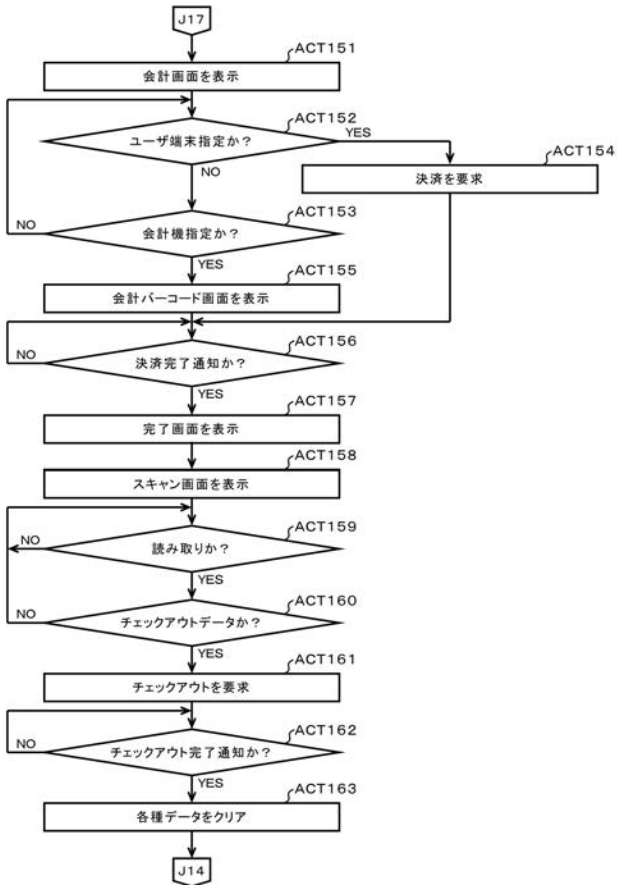 J17
ACT151
会計画面を表示
ACT152
ユーザ端末指定か？
YES
NO
ACT154
決済を要求
ACT153
会計機指定か？
NO
YES
ACT155
会計バーコード画面を表示
ACT156
決済完了通知か？
NO
YES
ACT157
完了画面を表示
ACT158
スキャン画面を表示
ACT159
読み取りか？
NO
YES
ACT160
チェックアウトデータか？
NO
YES
ACT161
チェックアウトを要求
ACT162
チェックアウト完了通知か？
NO
YES
ACT163
各種データをクリア
J14